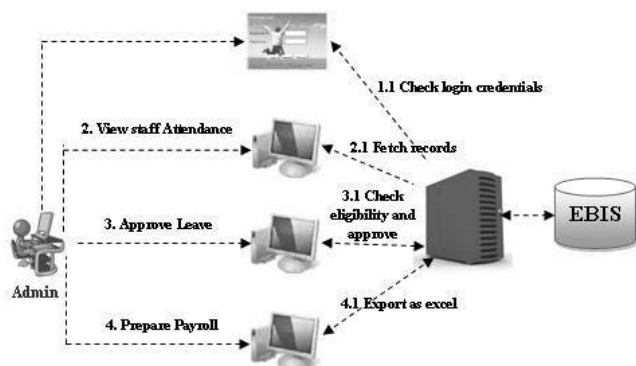 1.1 Check login credentials
2. View staff Attendance
2.1 Fetch records
3.1 Check
eligibility and
approve
3. Approve Leave
EBIS
Admin
4.1 Export as excel
4. Prepare Payroll